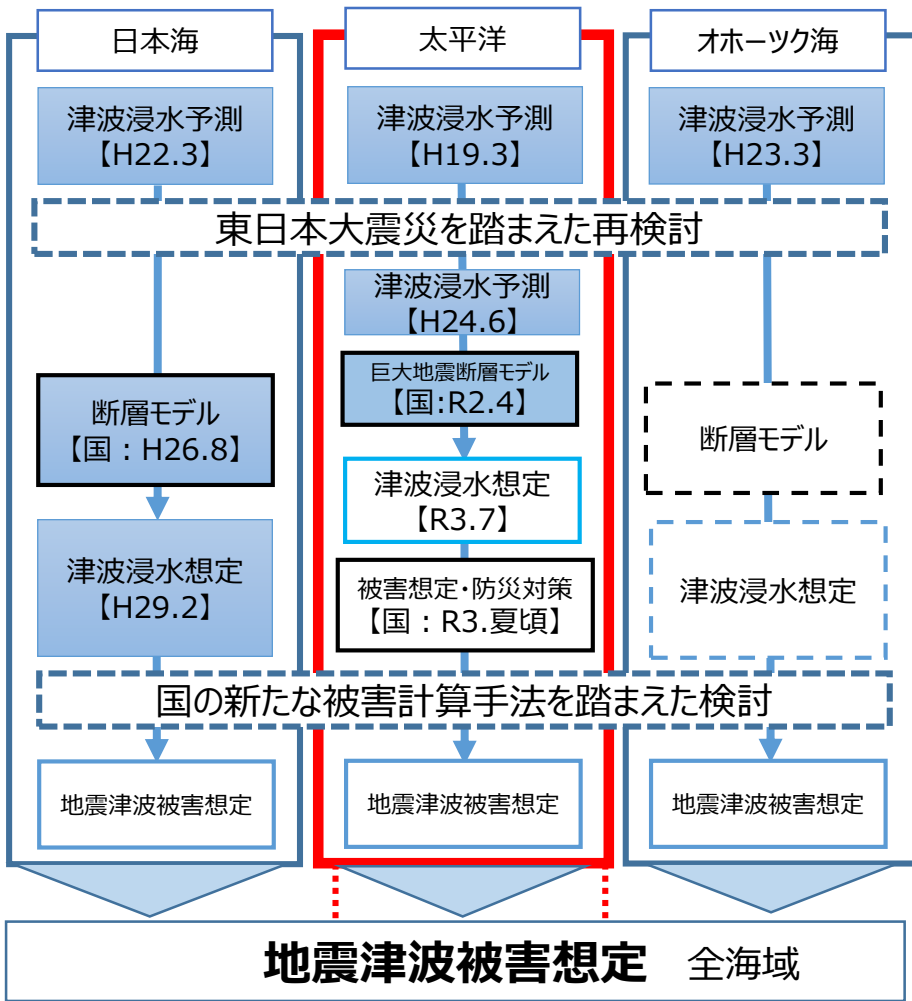 日本海
太平洋
オホーツク海
津波浸水予測
【H22.3】
津波浸水予測
【H19.3】
津波浸水予測
【H23.3】
東日本大震災を踏まえた再検討
津波浸水予測
【H24.6】
巨大地震断層モデル
【国:R2.4】
断層モデル
【国：H26.8】
断層モデル
津波浸水想定
【R3.7】
津波浸水想定
【H29.2】
被害想定・防災対策
【国：R3.夏頃】
津波浸水想定
国の新たな被害計算手法を踏まえた検討
地震津波被害想定
地震津波被害想定
地震津波被害想定
地震津波被害想定 全海域